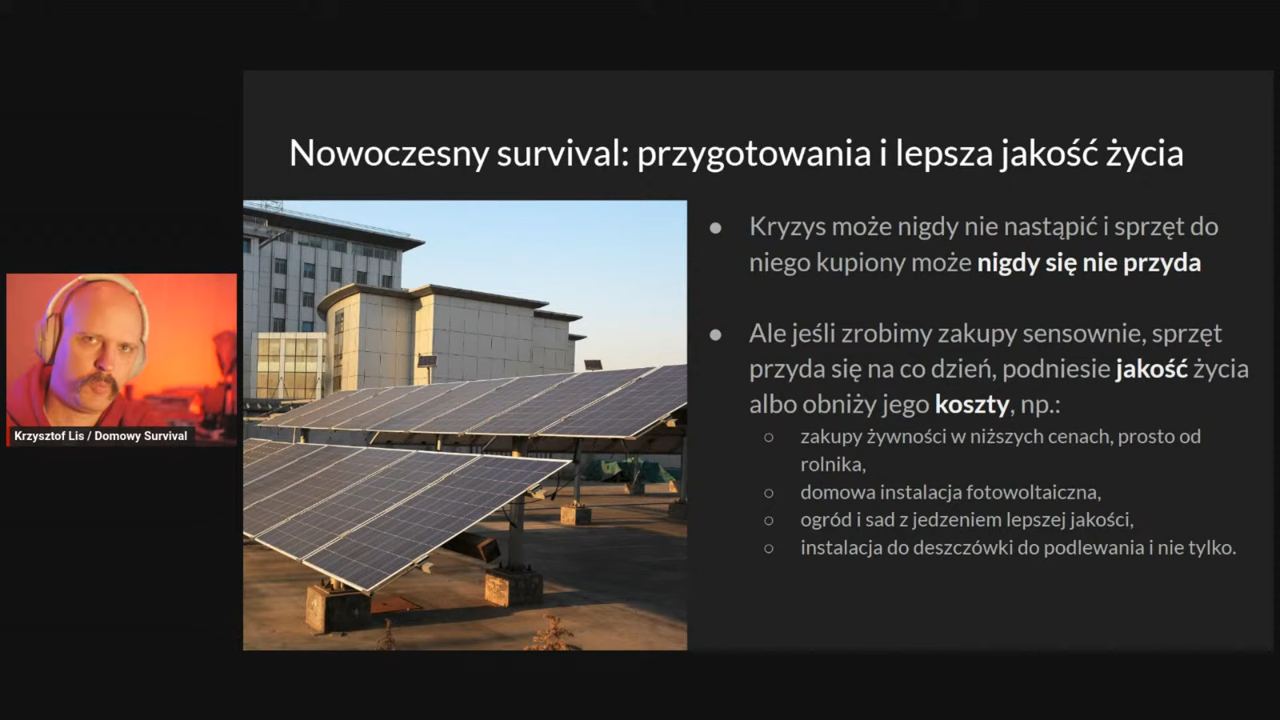 Nowoczesny survival: przygotowania i lepsza jakość życia
Kryzys może nigdy nie nastąpić i sprzęt do
niego kupiony może nigdy się nie przyda
Ale jeśli zrobimy zakupy sensownie, sprzęt
przyda się na co dzień, podniesie jakość życia
albo obniży jego koszty, np.:
zakupy żywności w niższych cenach, prosto od
rolnika,
domowa instalacja fotowoltaiczna,
ogród i sad z jedzeniem lepszej jakości,
instalacja do deszczówki do podlewania i nie tylko.
Krzysztof Lis / Domowy Survival